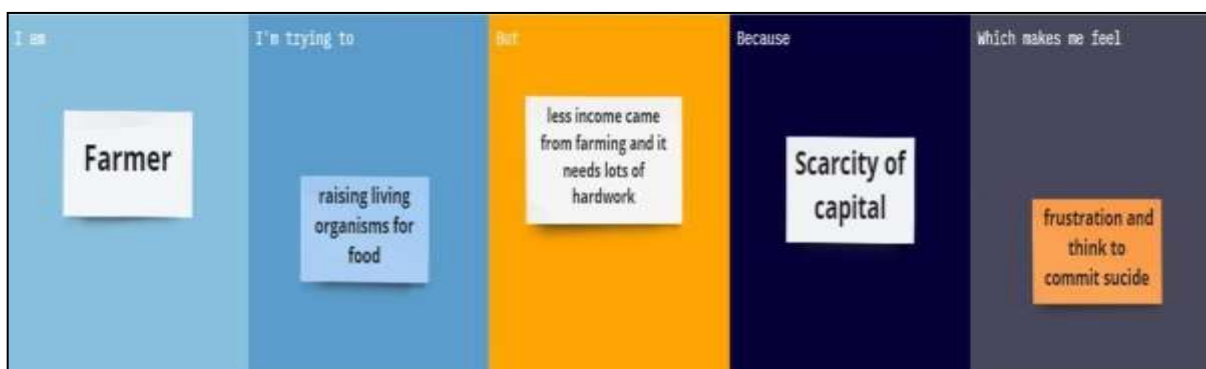 I am
Farmer
I'm trying to
raising living
organisms for
food
But
less income came
from farming and it
needs lots of
hardwork
Because
Scarcity of
capital
Which makes me feel
frustration and
think to
commit sucide